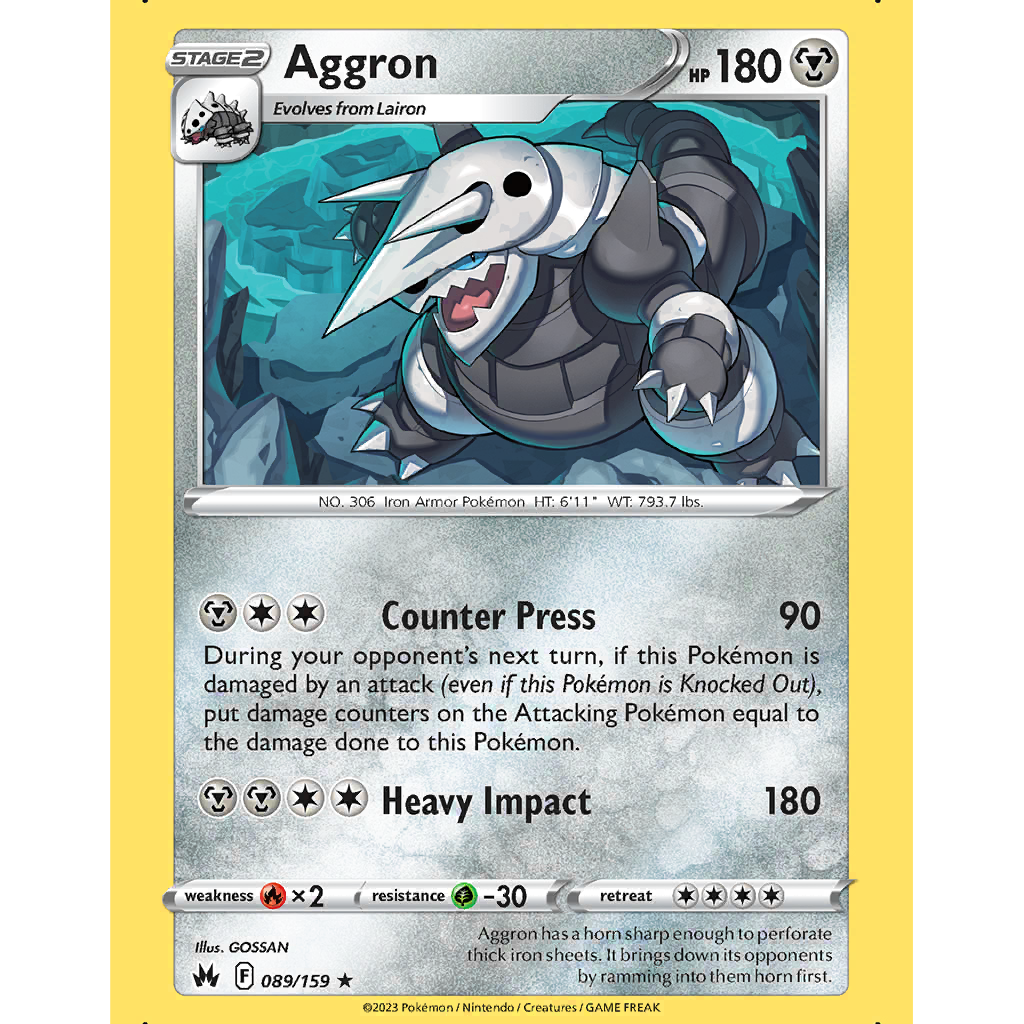 STAGE2
Aggron
HP 180
Evolves from Lairon
NO. 306 Iron Armor Pokémon HT: 6'11" WT: 793.7 lbs.
Counter Press 90
During your opponent's next turn, if this Pokémon is
damaged by an attack (even if this Pokémon is Knocked Out),
put damage counters on the Attacking Pokémon equal to
the damage done to this Pokémon.
Heavy Impact 180
weakness ×2 resistance -30 retreat
Aggron has a horn sharp enough to perforate
thick iron sheets. It brings down its opponents
by ramming into them horn first.
Illus. GOSSAN
F 089/159 ★
©2023 Pokémon / Nintendo / Creatures / GAME FREAK